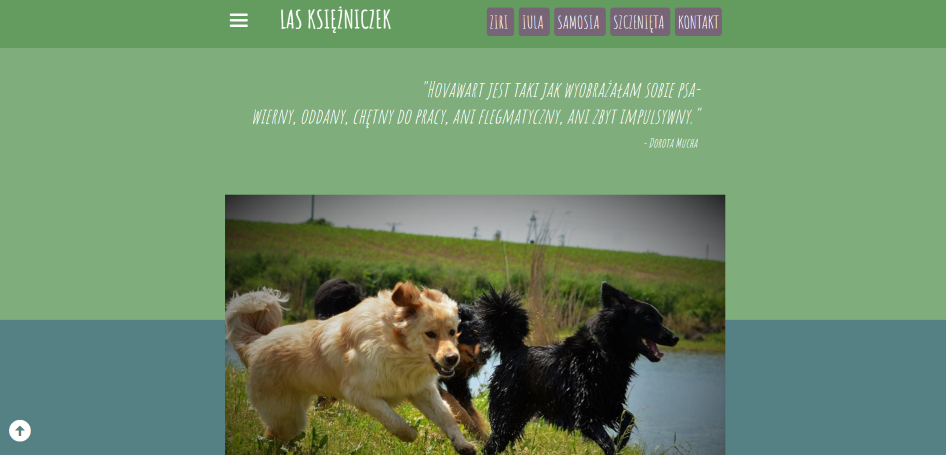 LAS KSIĘŻNICZEK
ZIRI
TULA
SAMOSIA
SZCZENIĘTA
KONTAKT
"HOVAWART JEST TAKI JAK WYOBRAŻAŁAM SOBIE PSA-
WIERNY, ODDANY, CHĘTNY DO PRACY, ANI FLEGMATYCZNY, ANI ZBYT IMPULSYWNY."
- DOROTA MUCHA